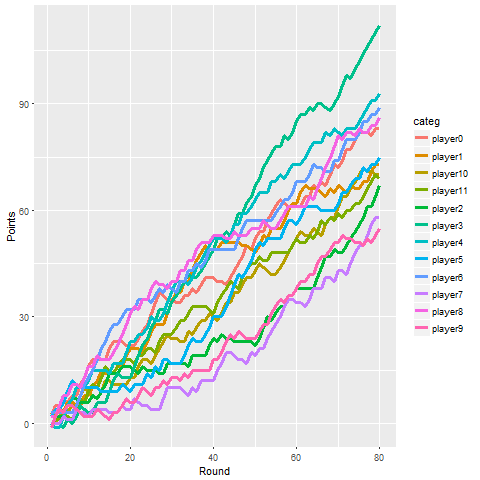 90
60
30
0
0
20
40
60
80
Round
Points
categ
player0
player1
player10
player11
player2
player3
player4
player5
player6
player7
player8
player9